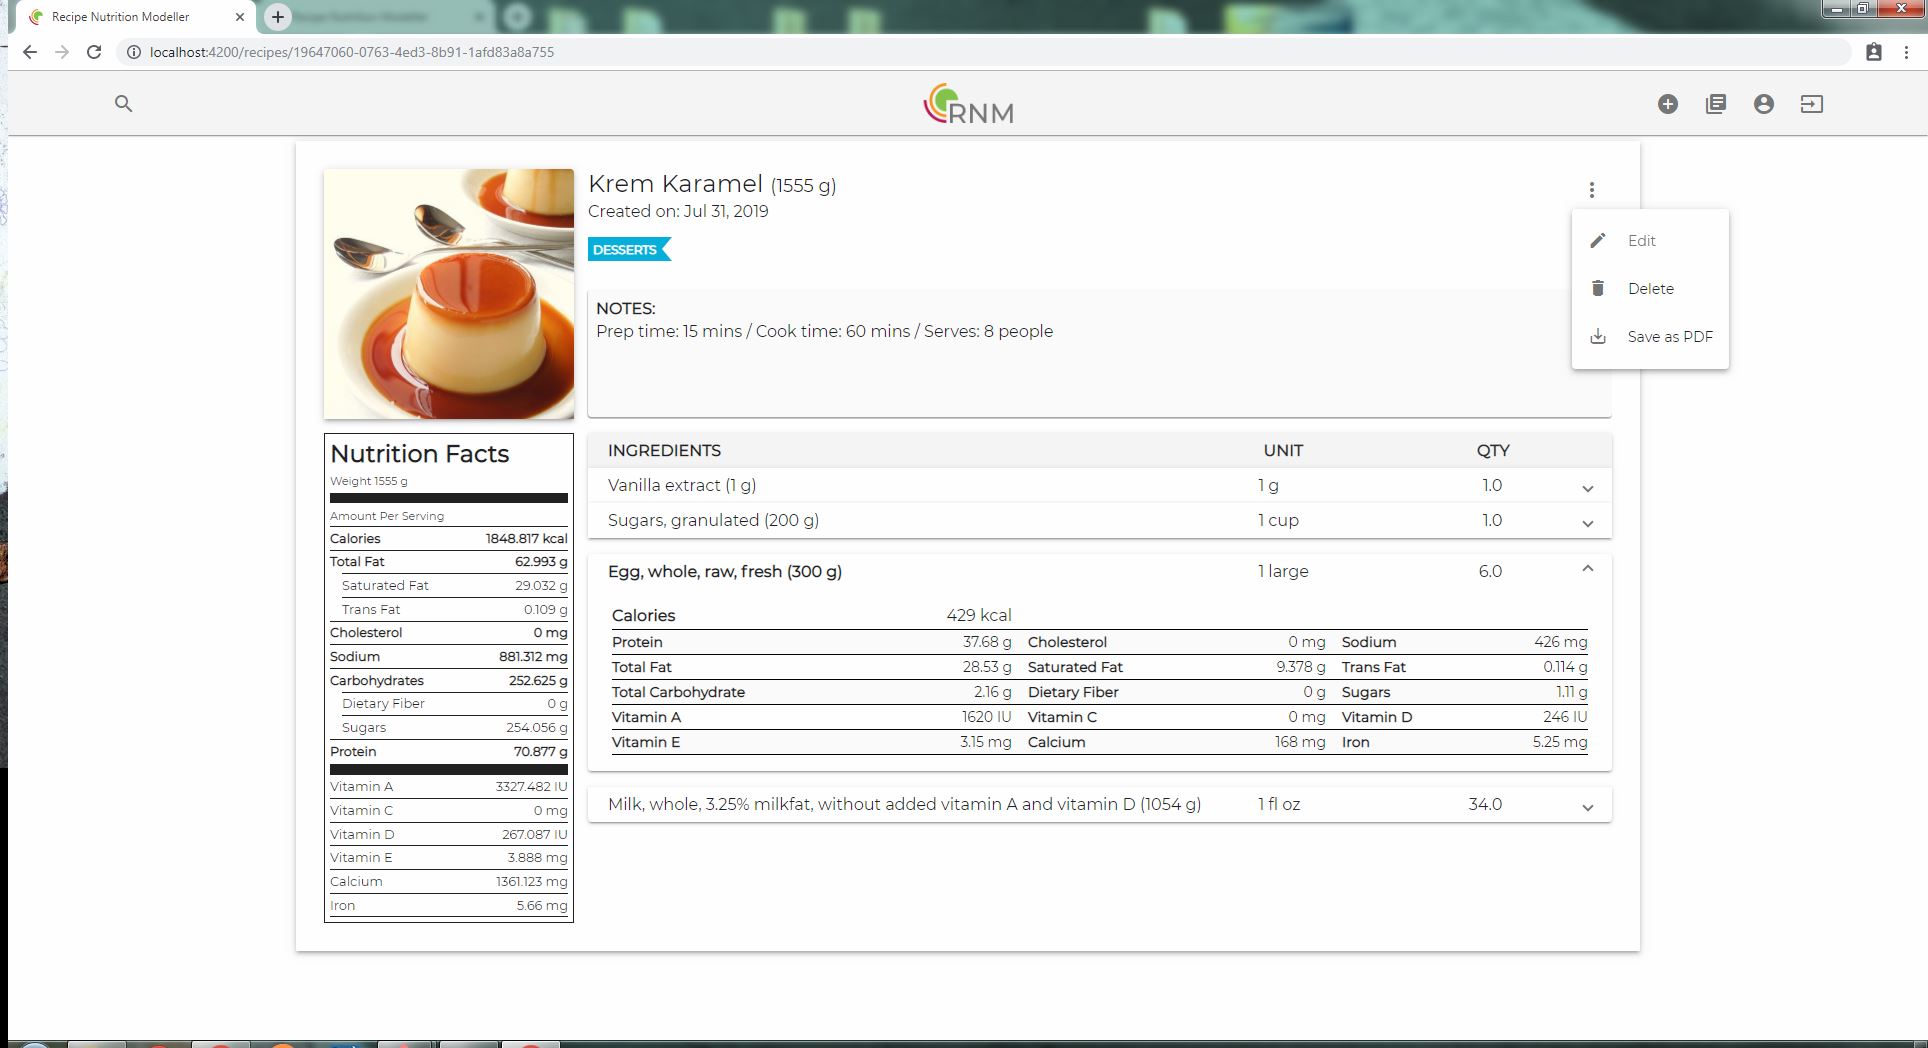 Recipe Nutrition Modeller
localhost:4200/recipes/19647060-0763-4ed3-8b91-1afd83a8a755
RNM
Krem Karamel (1555 g)
Created on: Jul 31, 2019
DESSERTS
Edit
Delete
Save as PDF
NOTES:
Prep time: 15 mins / Cook time: 60 mins / Serves: 8 people
Nutrition Facts
Weight 1555 g
Amount Per Serving
Calories 1848.817 kcal
Total Fat 62.993 g
Saturated Fat 29.032 g
Trans Fat 0.109 g
Cholesterol 0 mg
Sodium 881.312 mg
Carbohydrates 252.625 g
Dietary Fiber 0 g
Sugars 254.056 g
Protein 70.877 g
Vitamin A 3327.482 IU
Vitamin C 0 mg
Vitamin D 267.087 IU
Vitamin E 3.888 mg
Calcium 1361.123 mg
Iron 5.66 mg
INGREDIENTS UNIT QTY
Vanilla extract (1 g) 1 g 1.0
Sugars, granulated (200 g) 1 cup 1.0
Egg, whole, raw, fresh (300 g) 1 large 6.0
Calories 429 kcal
Protein 37.68 g Cholesterol 0 mg Sodium 426 mg
Total Fat 28.53 g Saturated Fat 9.378 g Trans Fat 0.114 g
Total Carbohydrate 2.16 g Dietary Fiber 0 g Sugars 1.11 g
Vitamin A 1620 IU Vitamin C 0 mg Vitamin D 246 IU
Vitamin E 3.15 mg Calcium 168 mg Iron 5.25 mg
Milk, whole, 3.25% milkfat, without added vitamin A and vitamin D (1054 g) 1 fl oz 34.0